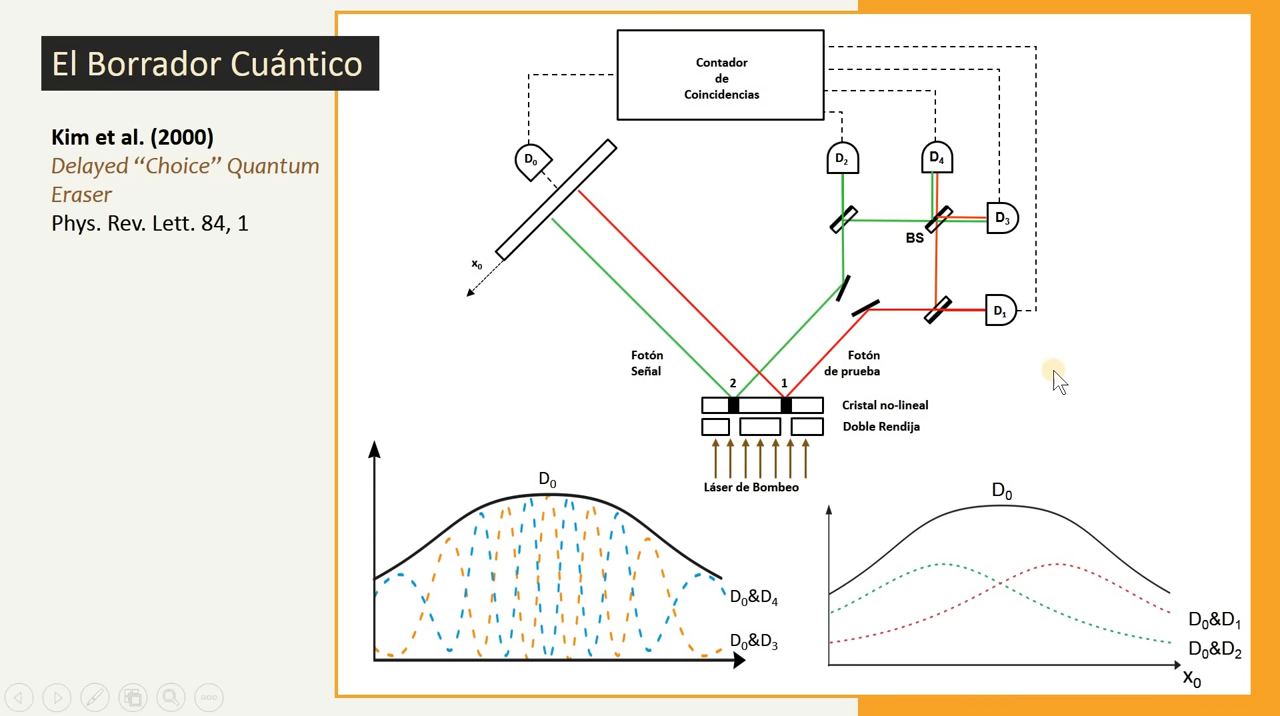 El Borrador Cuántico
Kim et al. (2000)
Delayed “Choice” Quantum
Eraser
Phys. Rev. Lett. 84, 1
Contador
de
Coincidencias
D₀
D₂
D₄
D₃
BS
x₀
D₁
Fotón
Señal
Fotón
de prueba
2
1
Cristal no-lineal
Doble Rendija
Láser de Bombeo
D₀
D₀&D₄
D₀&D₃
D₀
D₀&D₁
D₀&D₂
x₀